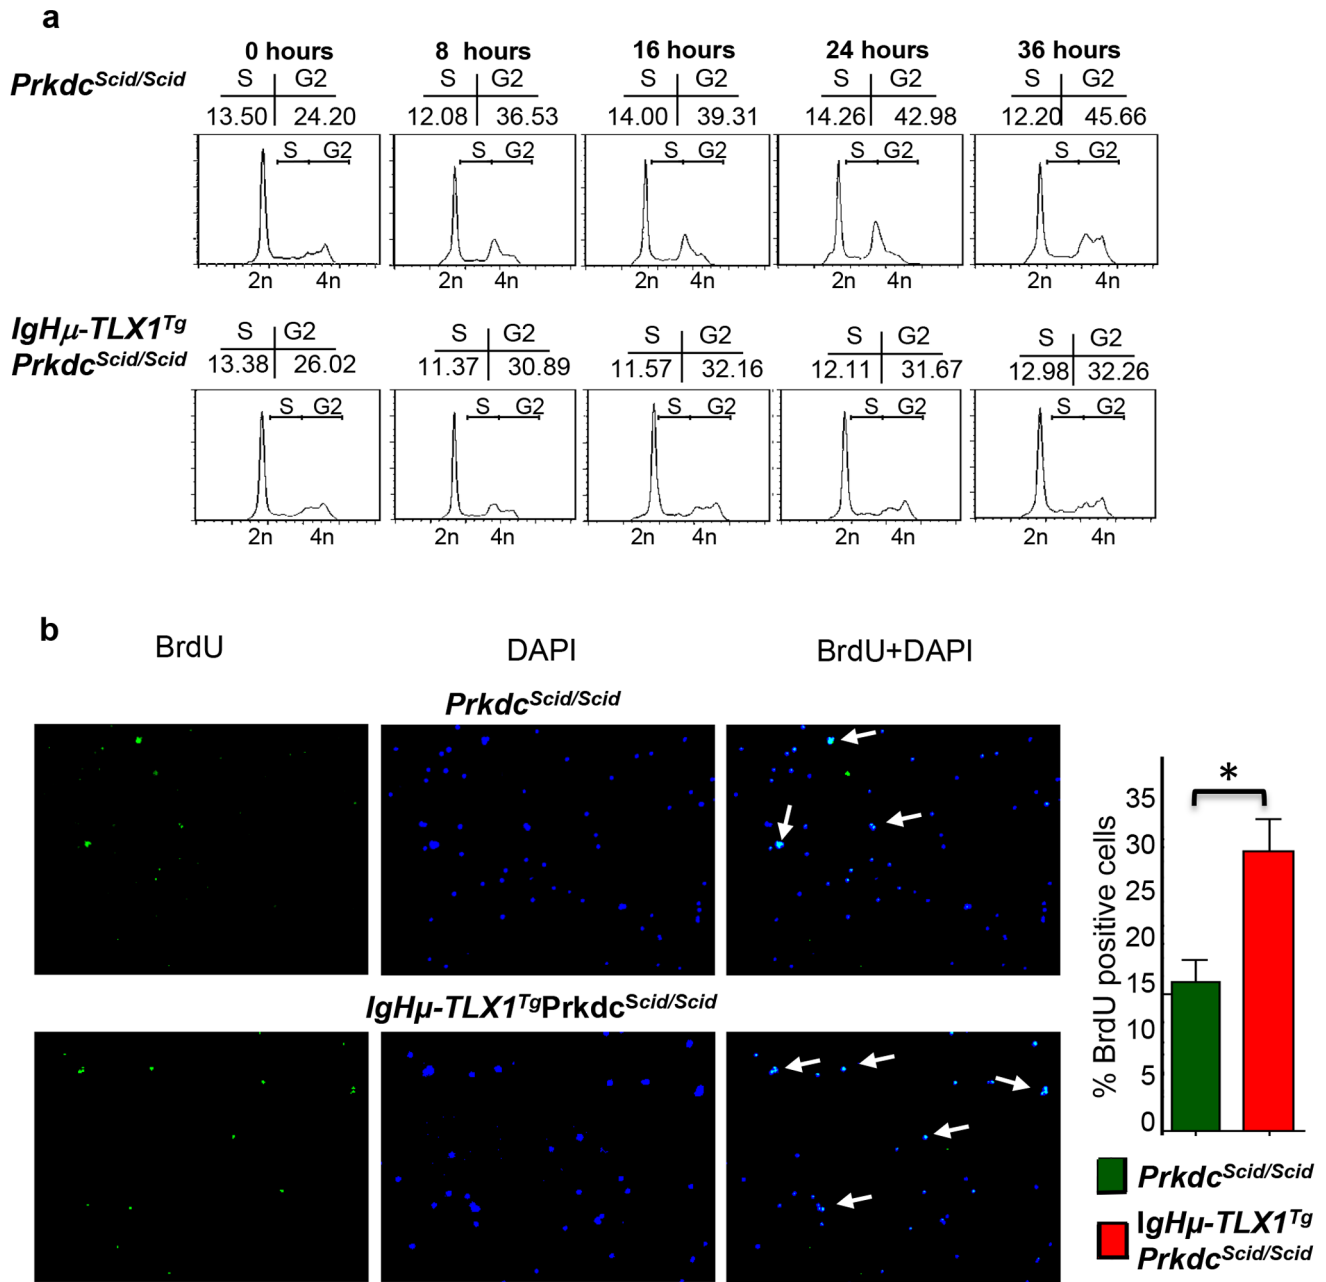 a
0 hours 8 hours 16 hours 24 hours 36 hours
Prkdc^Scid/Scid
S G2 S G2 S G2 S G2 S G2
13.50 24.20 12.08 36.53 14.00 39.31 14.26 42.98 12.20 45.66
S G2 S G2 S G2 S G2 S G2
2n 4n 2n 4n 2n 4n 2n 4n 2n 4n
IgHμ-TLX1^Tg
Prkdc^Scid/Scid
S G2 S G2 S G2 S G2 S G2
13.38 26.02 11.37 30.89 11.57 32.16 12.11 31.67 12.98 32.26
S G2 S G2 S G2 S G2 S G2
2n 4n 2n 4n 2n 4n 2n 4n 2n 4n
b
BrdU DAPI BrdU+DAPI
Prkdc^Scid/Scid
IgHμ-TLX1^TgPrkdc^Scid/Scid
% BrdU positive cells
35
30
25
20
15
10
5
0
*
Prkdc^Scid/Scid
IgHμ-TLX1^Tg
Prkdc^Scid/Scid